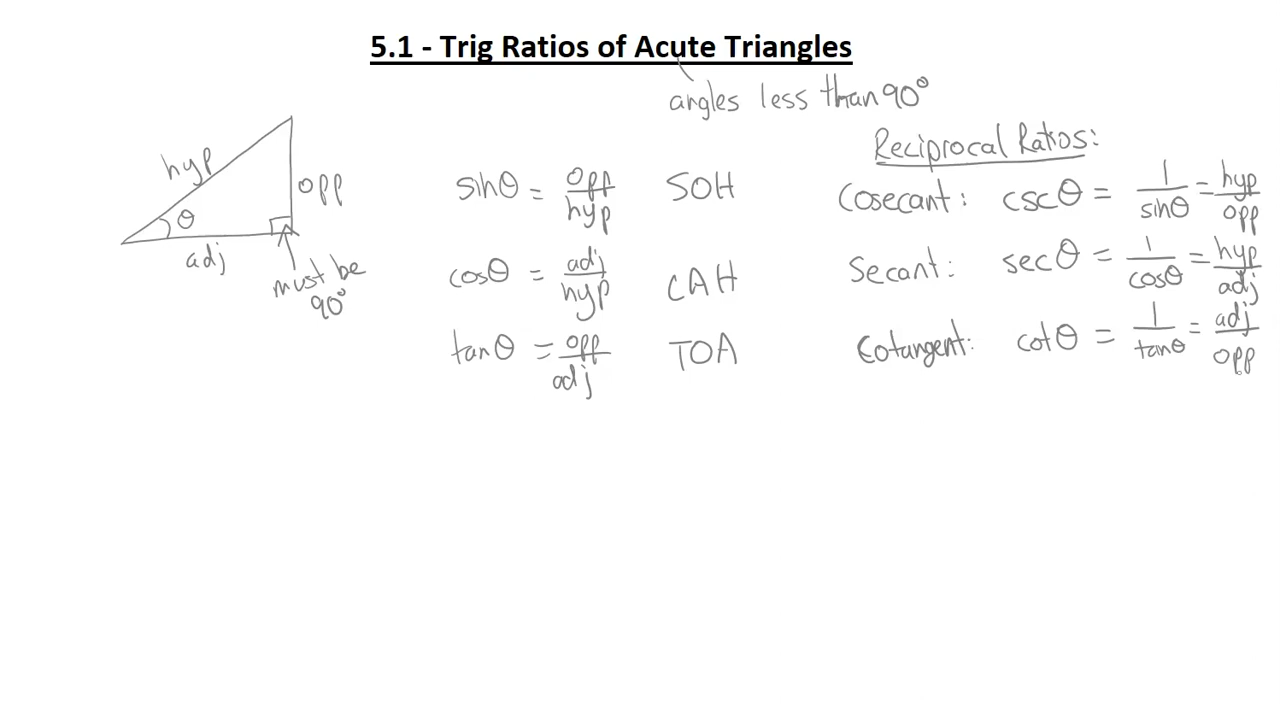 5.1 - Trig Ratios of Acute Triangles
angles less than 90°
hyp
opp
θ
adj
must be
90°
sinθ = opp/hyp SOH
cosθ = adj/hyp CAH
tanθ = opp/adj TOA
Reciprocal Ratios:
Cosecant: cscθ = 1/sinθ = hyp/opp
Secant: secθ = 1/cosθ = hyp/adj
Cotangent: cotθ = 1/tanθ = adj/opp